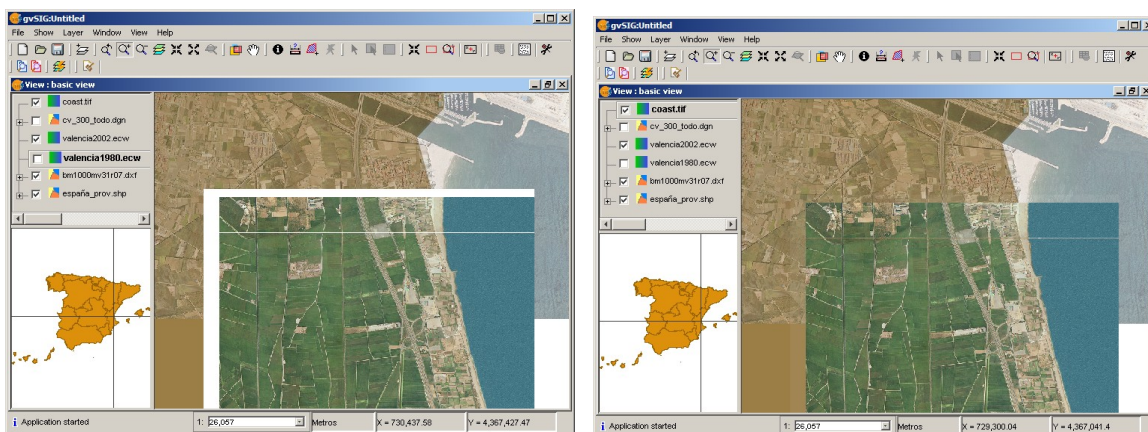 gvSIG:Untitled
File Show Layer Window View Help
View : basic view
coast.tif
cv_300_todo.dgn
valencia2002.ecw
valencia1980.ecw
bm1000mv31r07.dxf
españa_prov.shp
Application started
1: 26,057
Metros
X = 730,437.58
Y = 4,367,427.47
gvSIG:Untitled
File Show Layer Window View Help
View : basic view
coast.tif
cv_300_todo.dgn
valencia2002.ecw
valencia1980.ecw
bm1000mv31r07.dxf
españa_prov.shp
Application started
1: 26,057
Metros
X = 729,300.04
Y = 4,367,041.4